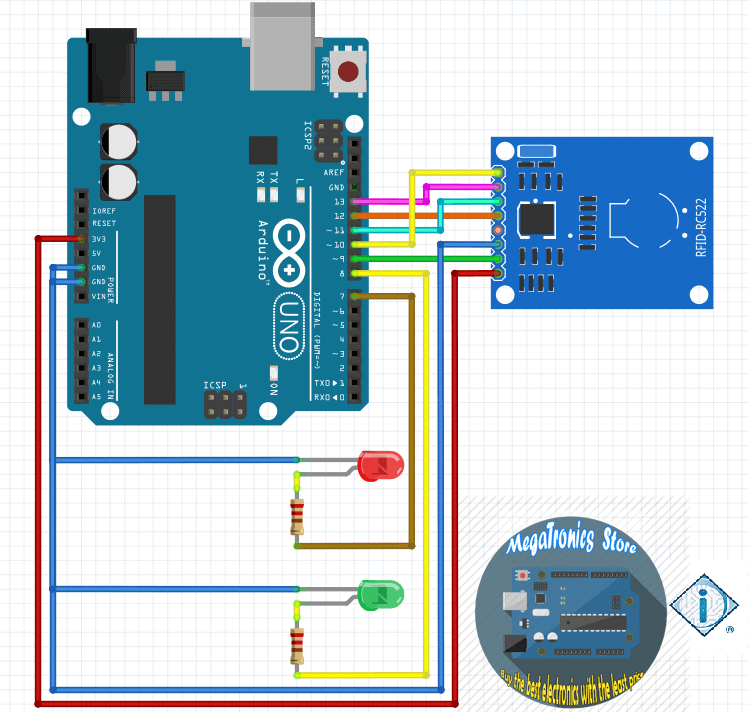 RESET
ICSP2
AREF
GND
13
12
~11
~10
~9
8
7
~6
~5
4
~3
2
TXD▶1
RXD◀0
RX
TX
L
IOREF
RESET
3V3
5V
GND
GND
VIN
POWER
A0
A1
A2
A3
A4
A5
ANALOG IN
Arduino™
UNO
DIGITAL (PWM=~)
ICSP
1
ON
RFID-RC522
MegaTronics Store
Buy the best electronics with the least price
i
®